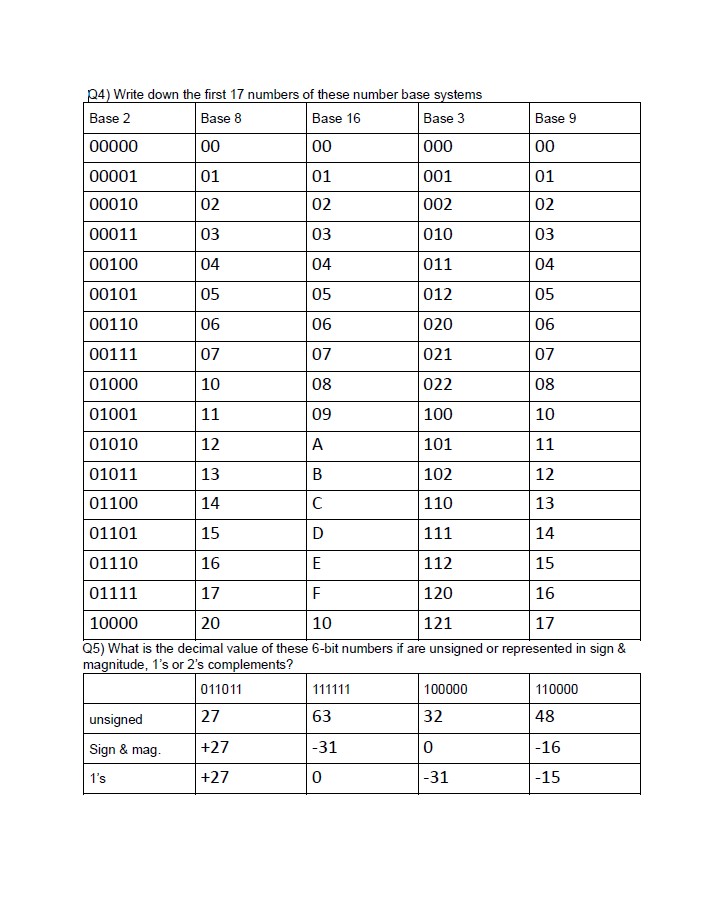 Q4) Write down the first 17 numbers of these number base systems
Base 2 Base 8 Base 16 Base 3 Base 9
00000 00 00 000 00
00001 01 01 001 01
00010 02 02 002 02
00011 03 03 010 03
00100 04 04 011 04
00101 05 05 012 05
00110 06 06 020 06
00111 07 07 021 07
01000 10 08 022 08
01001 11 09 100 10
01010 12 A 101 11
01011 13 B 102 12
01100 14 C 110 13
01101 15 D 111 14
01110 16 E 112 15
01111 17 F 120 16
10000 20 10 121 17
Q5) What is the decimal value of these 6-bit numbers if are unsigned or represented in sign &
magnitude, 1’s or 2’s complements?
011011 111111 100000 110000
unsigned 27 63 32 48
Sign & mag. +27 -31 0 -16
1’s +27 0 -31 -15